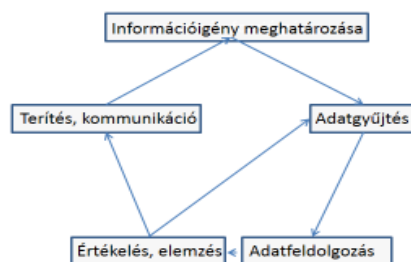 Információigény meghatározása
Terítés, kommunikáció
Adatgyűjtés
Értékelés, elemzés
Adatfeldolgozás